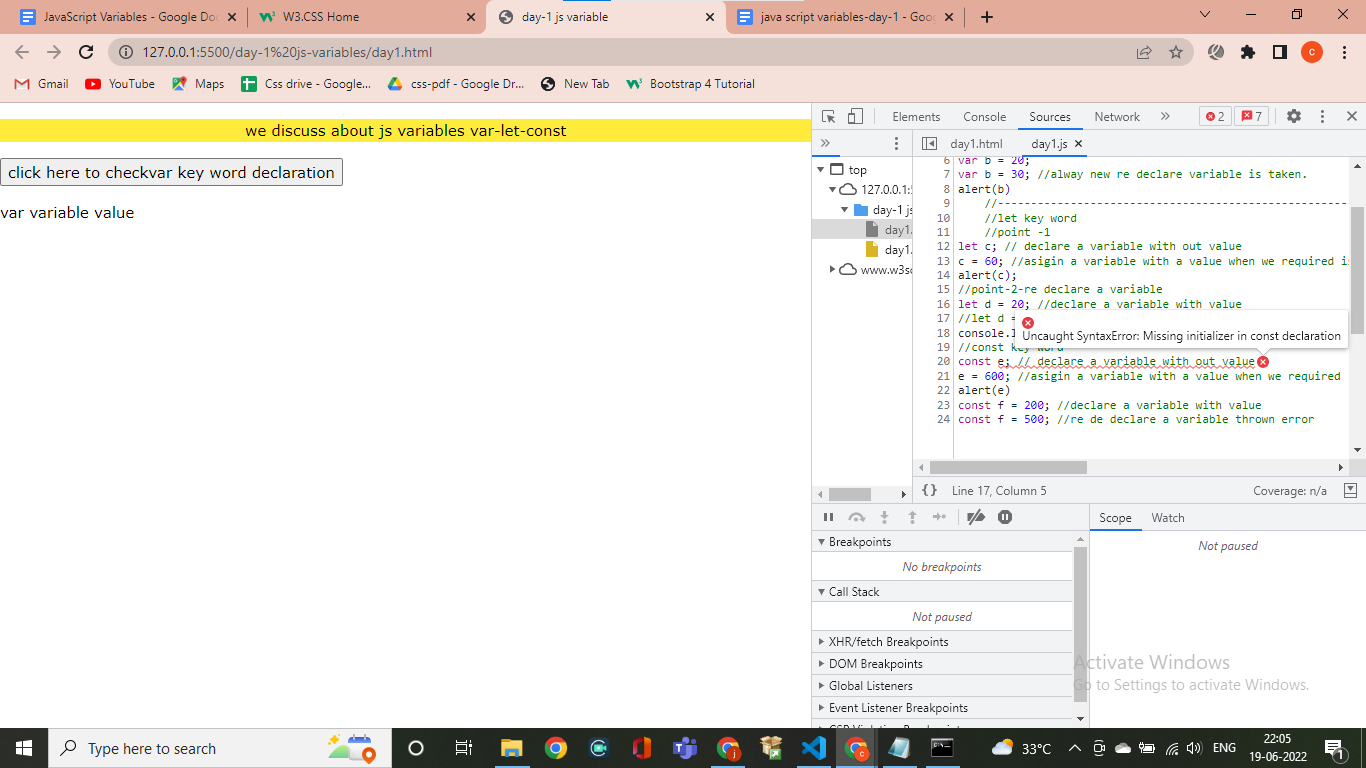 JavaScript Variables - Google Doc
W3.CSS Home
day-1 js variable
java script variables-day-1 - Goog
127.0.0.1:5500/day-1%20js-variables/day1.html
c
Gmail
YouTube
Maps
Css drive - Google...
css-pdf - Google Dr...
New Tab
Bootstrap 4 Tutorial
we discuss about js variables var-let-const
click here to checkvar key word declaration
var variable value
Elements
Console
Sources
Network
2
7
day1.html
day1.js
top
127.0.0.1:
day-1 js
day1.
day1.
www.w3sc
6 var b = 20;
7 var b = 30; //alway new re declare variable is taken.
8 alert(b)
9 //-----------------------------------------------------
10 //let key word
11 //point -1
12 let c; // declare a variable with out value
13 c = 60; //asigin a variable with a value when we required i
14 alert(c);
15 //point-2-re declare a variable
16 let d = 20; //declare a variable with value
17 //let d =
18 console.l
Uncaught SyntaxError: Missing initializer in const declaration
19 //const key word
20 const e; // declare a variable with out value
21 e = 600; //asigin a variable with a value when we required
22 alert(e)
23 const f = 200; //declare a variable with value
24 const f = 500; //re de declare a variable thrown error
{} Line 17, Column 5
Coverage: n/a
Scope
Watch
Not paused
Breakpoints
No breakpoints
Call Stack
Not paused
XHR/fetch Breakpoints
DOM Breakpoints
Global Listeners
Event Listener Breakpoints
CSP Violation Breakpoints
Activate Windows
Go to Settings to activate Windows.
Type here to search
33°C
ENG
22:05
19-06-2022
1